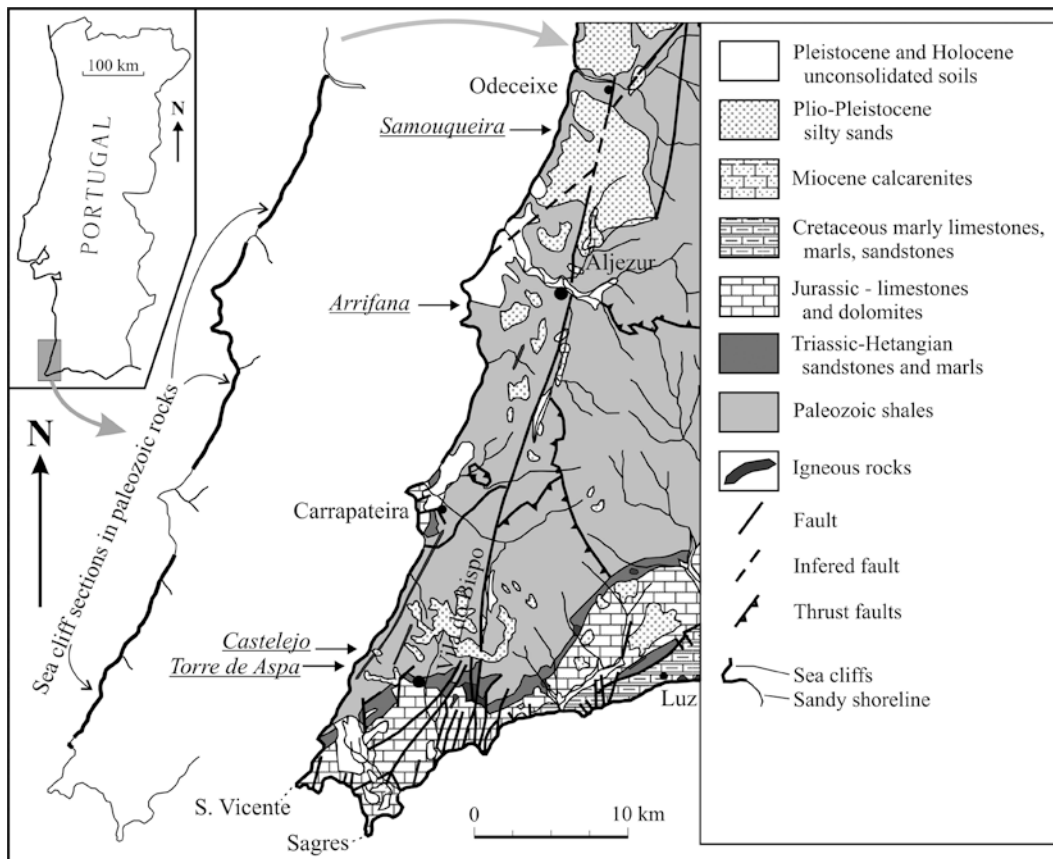 100 km
N
PORTUGAL
N
Sea cliff sections in paleozoic rocks
Odeceixe
Samouqueira
Aljezur
Arrifana
Carrapateira
Vila do Bispo
Castelejo
Torre de Aspa
Luz
S. Vicente
Sagres
0 10 km
Pleistocene and Holocene
unconsolidated soils
Plio-Pleistocene
silty sands
Miocene calcarenites
Cretaceous marly limestones,
marls, sandstones
Jurassic - limestones
and dolomites
Triassic-Hetangian
sandstones and marls
Paleozoic shales
Igneous rocks
Fault
Infered fault
Thrust faults
Sea cliffs
Sandy shoreline